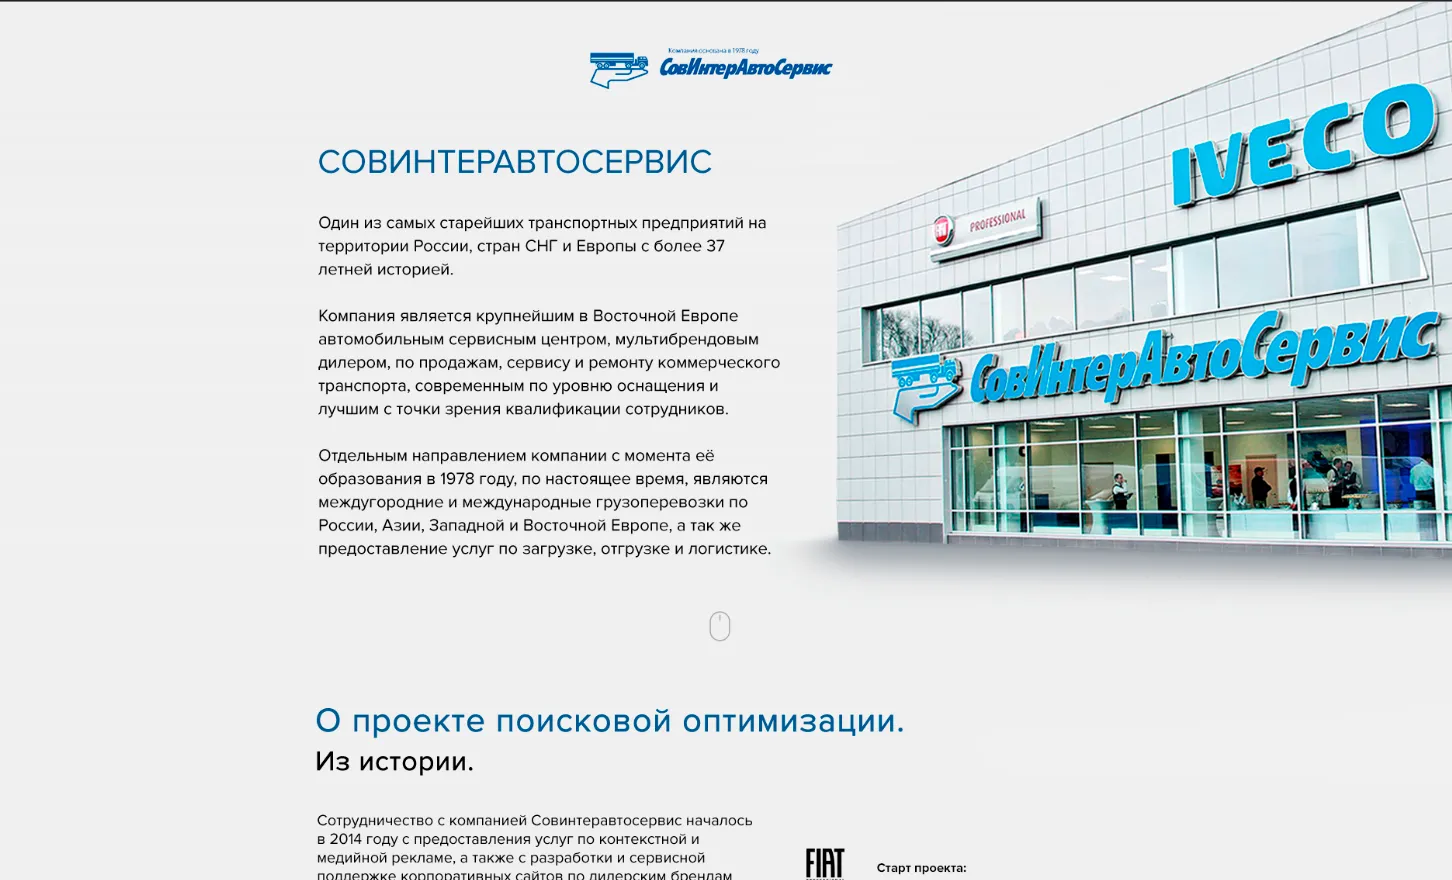 Компания основана в 1978 году
СовИнтерАвтоСервис
СОВИНТЕРАВТОСЕРВИС
Один из самых старейших транспортных предприятий на
территории России, стран СНГ и Европы с более 37
летней историей.
Компания является крупнейшим в Восточной Европе
автомобильным сервисным центром, мультибрендовым
дилером, по продажам, сервису и ремонту коммерческого
транспорта, современным по уровню оснащения и
лучшим с точки зрения квалификации сотрудников.
Отдельным направлением компании с момента её
образования в 1978 году, по настоящее время, являются
междугородние и международные грузоперевозки по
России, Азии, Западной и Восточной Европе, а так же
предоставление услуг по загрузке, отгрузке и логистике.
IVECO
FIAT PROFESSIONAL
СовИнтерАвтоСервис
О проекте поисковой оптимизации.
Из истории.
Сотрудничество с компанией Совинтеравтосервис началось
в 2014 году с предоставления услуг по контекстной и
медийной рекламе, а также с разработки и сервисной
поддержке корпоративных сайтов по дилерским брендам
FIAT
Старт проекта: